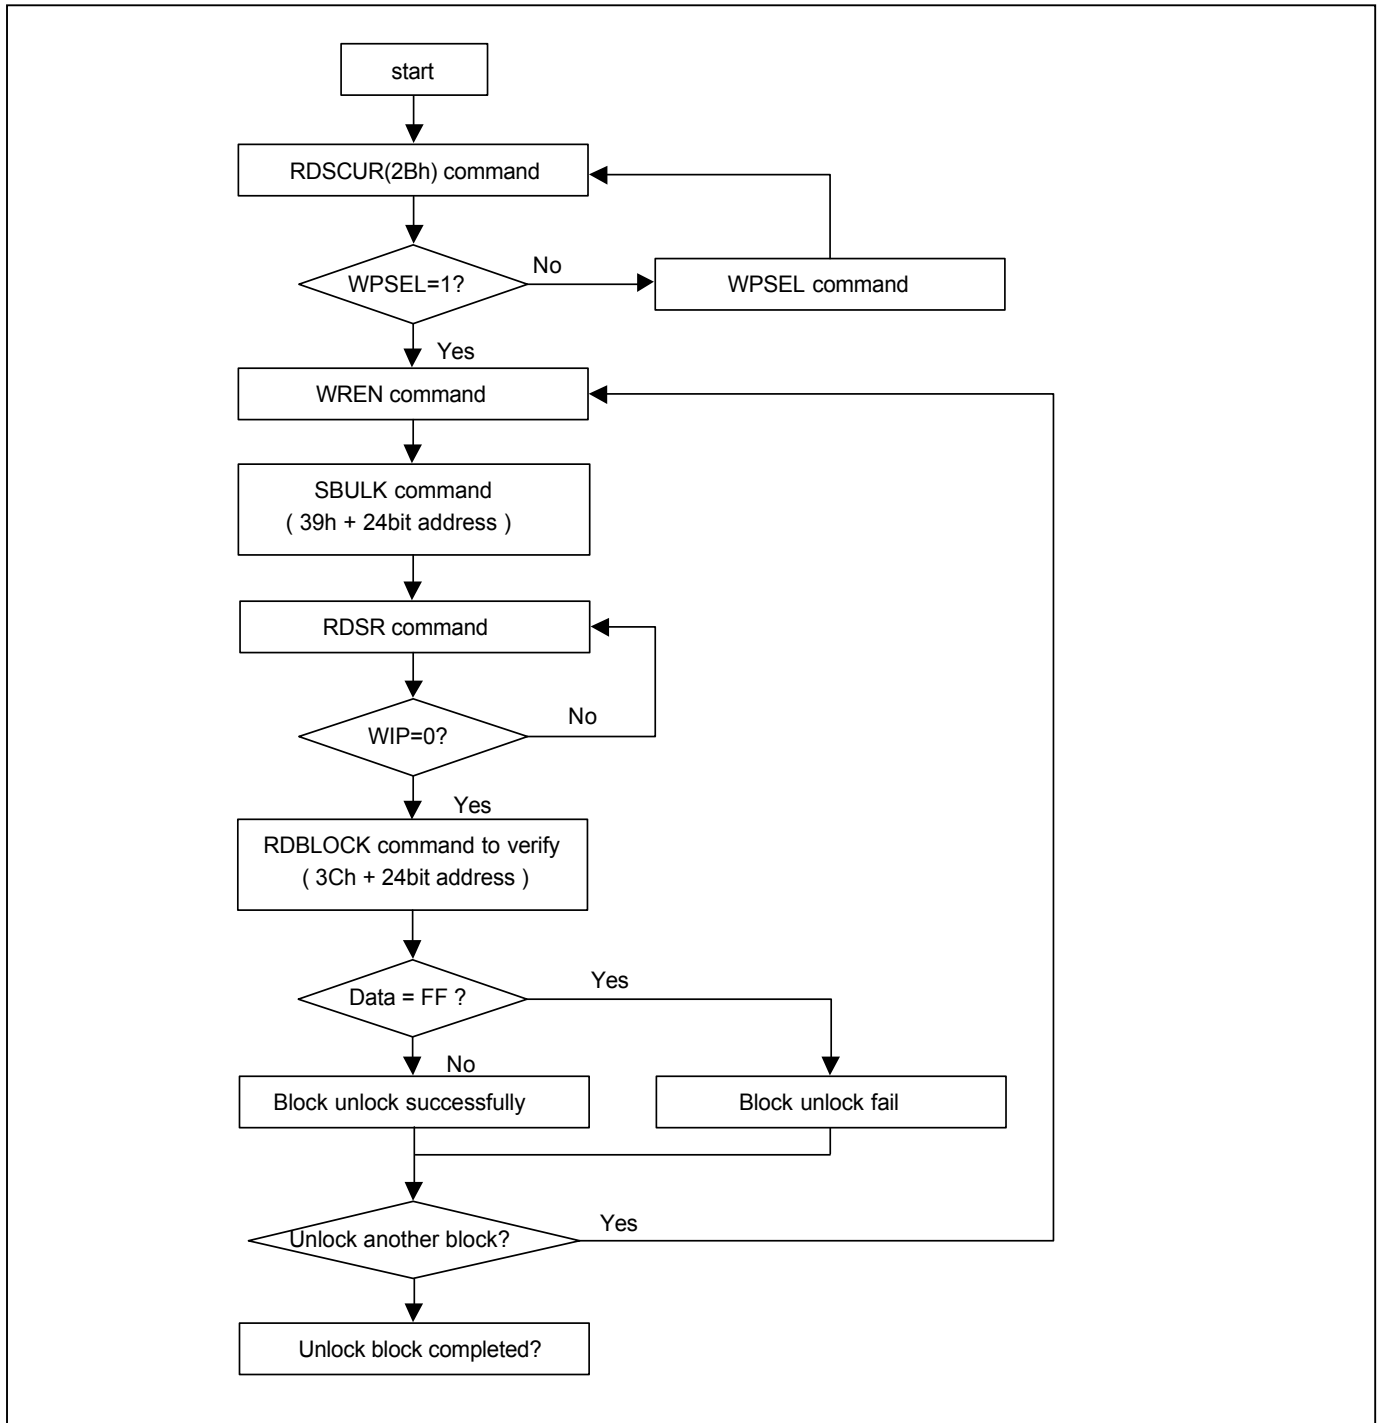 start
RDSCUR(2Bh) command
WPSEL=1?
No
WPSEL command
Yes
WREN command
SBULK command
( 39h + 24bit address )
RDSR command
WIP=0?
No
Yes
RDBLOCK command to verify
( 3Ch + 24bit address )
Data = FF ?
Yes
No
Block unlock successfully
Block unlock fail
Unlock another block?
Yes
Unlock block completed?